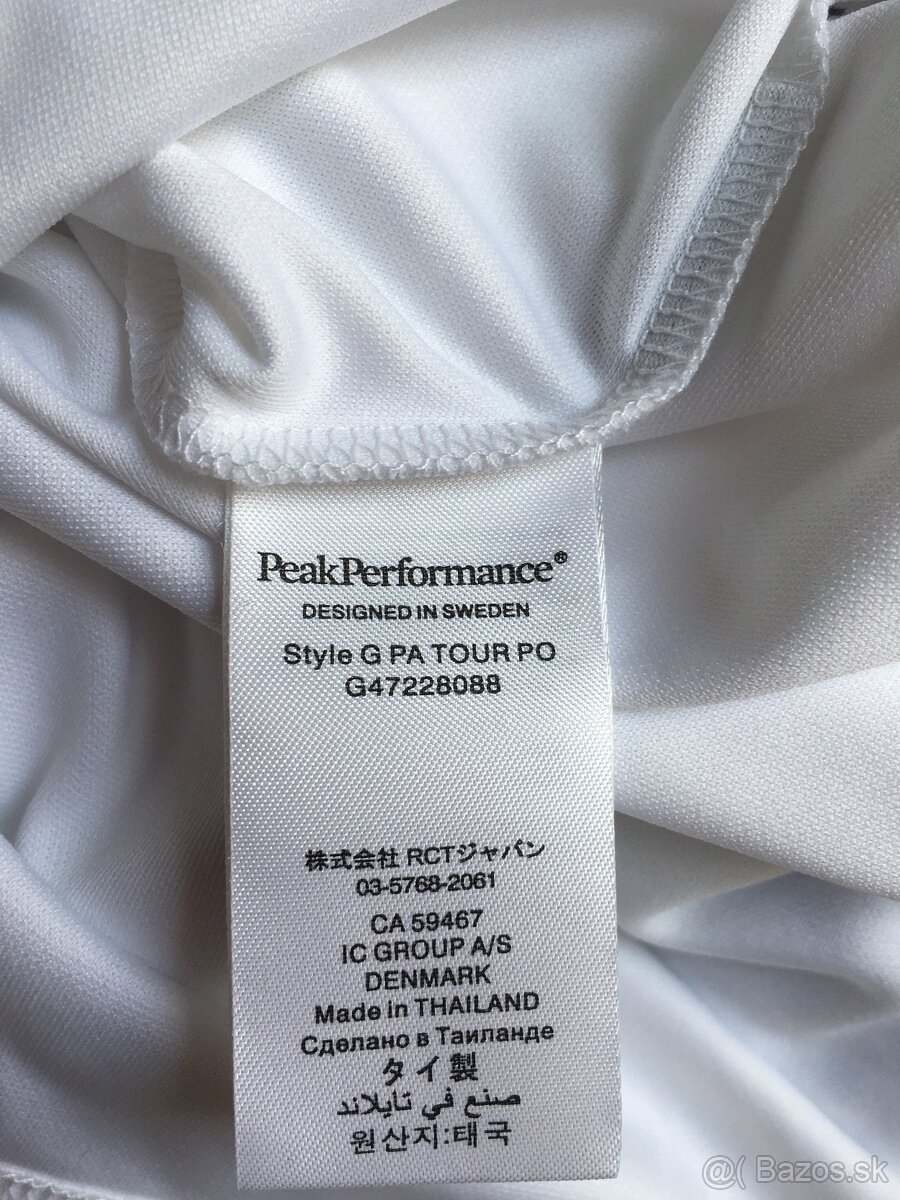 PeakPerformance®
DESIGNED IN SWEDEN
Style G PA TOUR PO
G47228088
株式会社 RCTジャパン
03-5768-2061
CA 59467
IC GROUP A/S
DENMARK
Made in THAILAND
Сделано в Таиланде
タイ製
صنع في تايلاند
원산지:태국
@( Bazos.sk